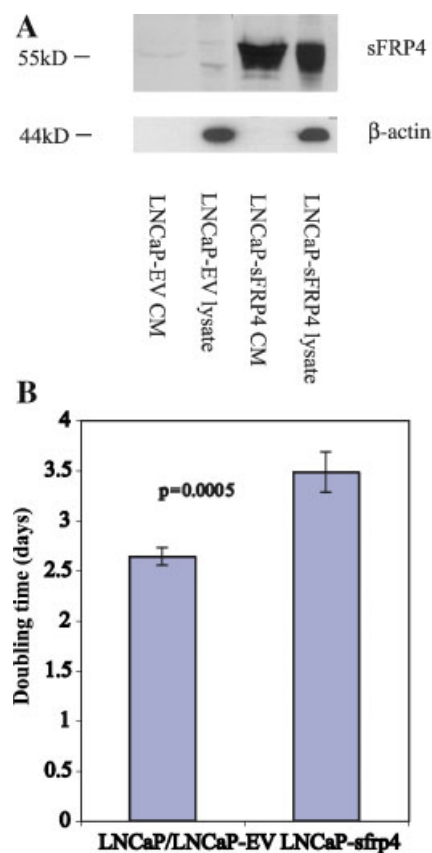 A
55kD
sFRP4
44kD
β-actin
LNCaP-EV CM
LNCaP-EV lysate
LNCaP-sFRP4 CM
LNCaP-sFRP4 lysate
B
4
3.5
3
2.5
2
1.5
1
0.5
0
Doubling time (days)
p=0.0005
LNCaP/LNCaP-EV LNCaP-sfrp4